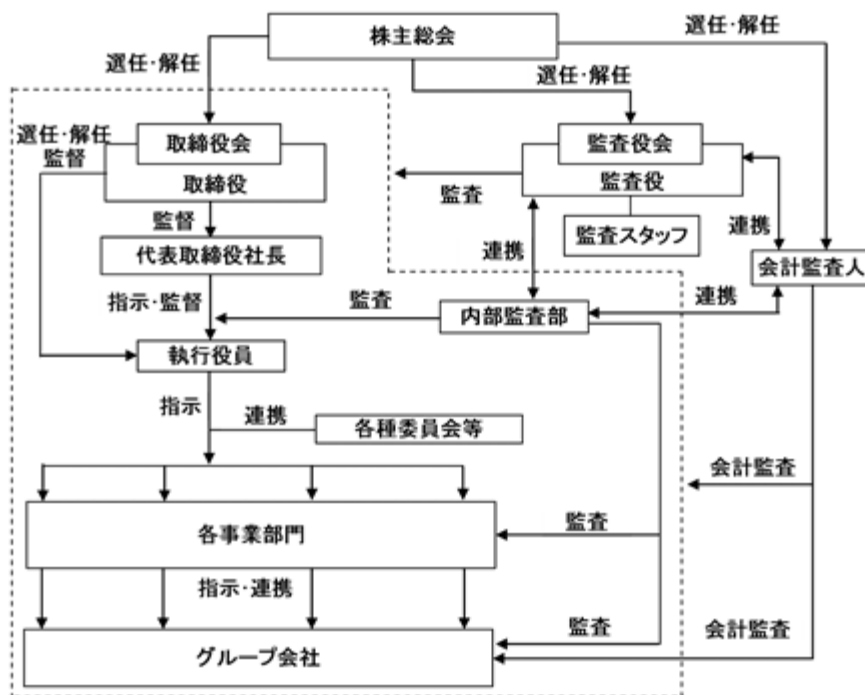 株主総会
選任・解任
選任・解任
選任・解任
選任・解任
監督
取締役会
取締役
監査役会
監査役
監査
監査スタッフ
連携
会計監査人
監督
代表取締役社長
連携
指示・監督
監査
内部監査部
連携
執行役員
指示
連携
各種委員会等
会計監査
各事業部門
監査
指示・連携
監査
会計監査
グループ会社